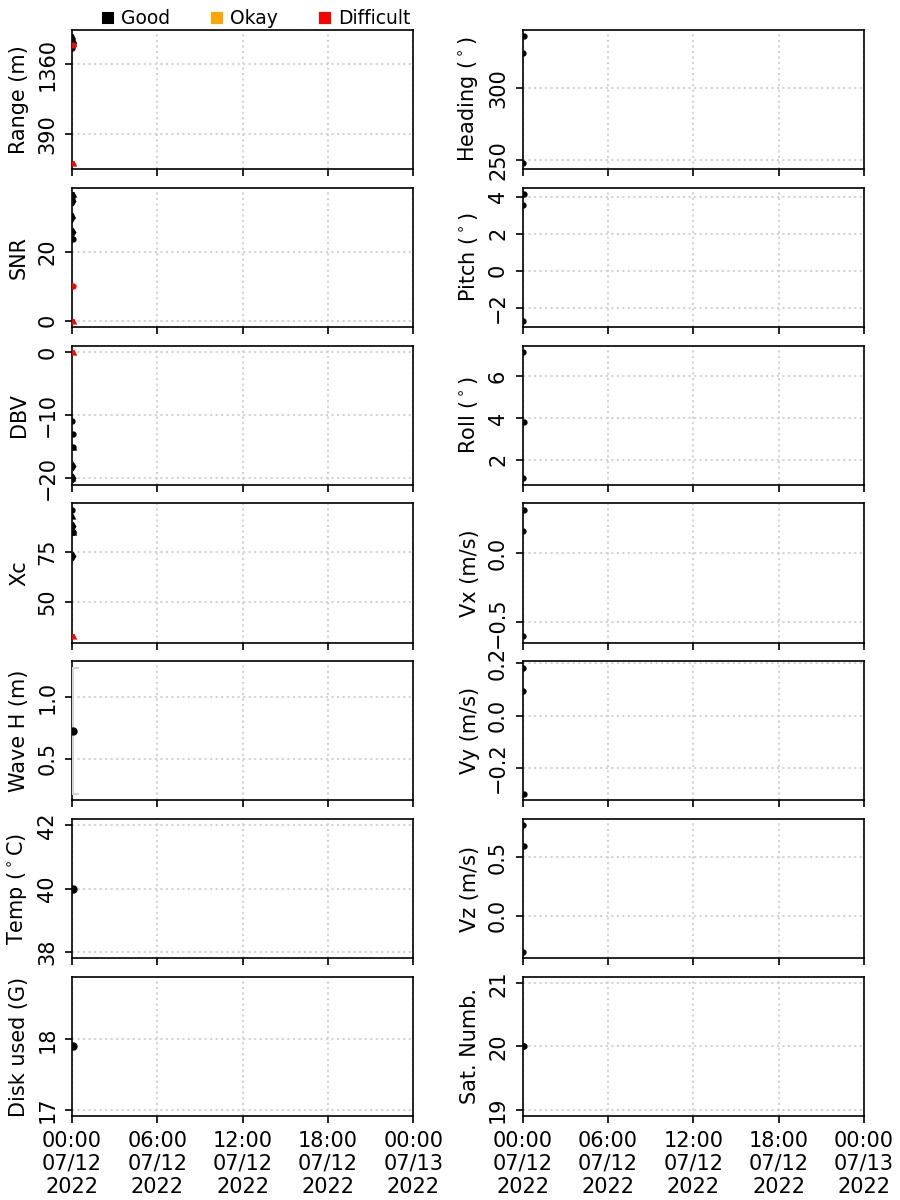 Good Okay Difficult
Range (m)
1360
390
Heading (°)
300
250
SNR
20
0
Pitch (°)
4
2
0
−2
DBV
0
−10
−20
Roll (°)
6
4
2
Xc
75
50
Vx (m/s)
0.0
−0.5
Wave H (m)
1.0
0.5
Vy (m/s)
0.2
0.0
−0.2
Temp (°C)
42
40
38
Vz (m/s)
0.5
0.0
Disk used (G)
18
17
Sat. Numb.
21
20
19
00:00 06:00 12:00 18:00 00:00 00:00 06:00 12:00 18:00 00:00
07/12 07/12 07/12 07/12 07/13 07/12 07/12 07/12 07/12 07/13
2022 2022 2022 2022 2022 2022 2022 2022 2022 2022